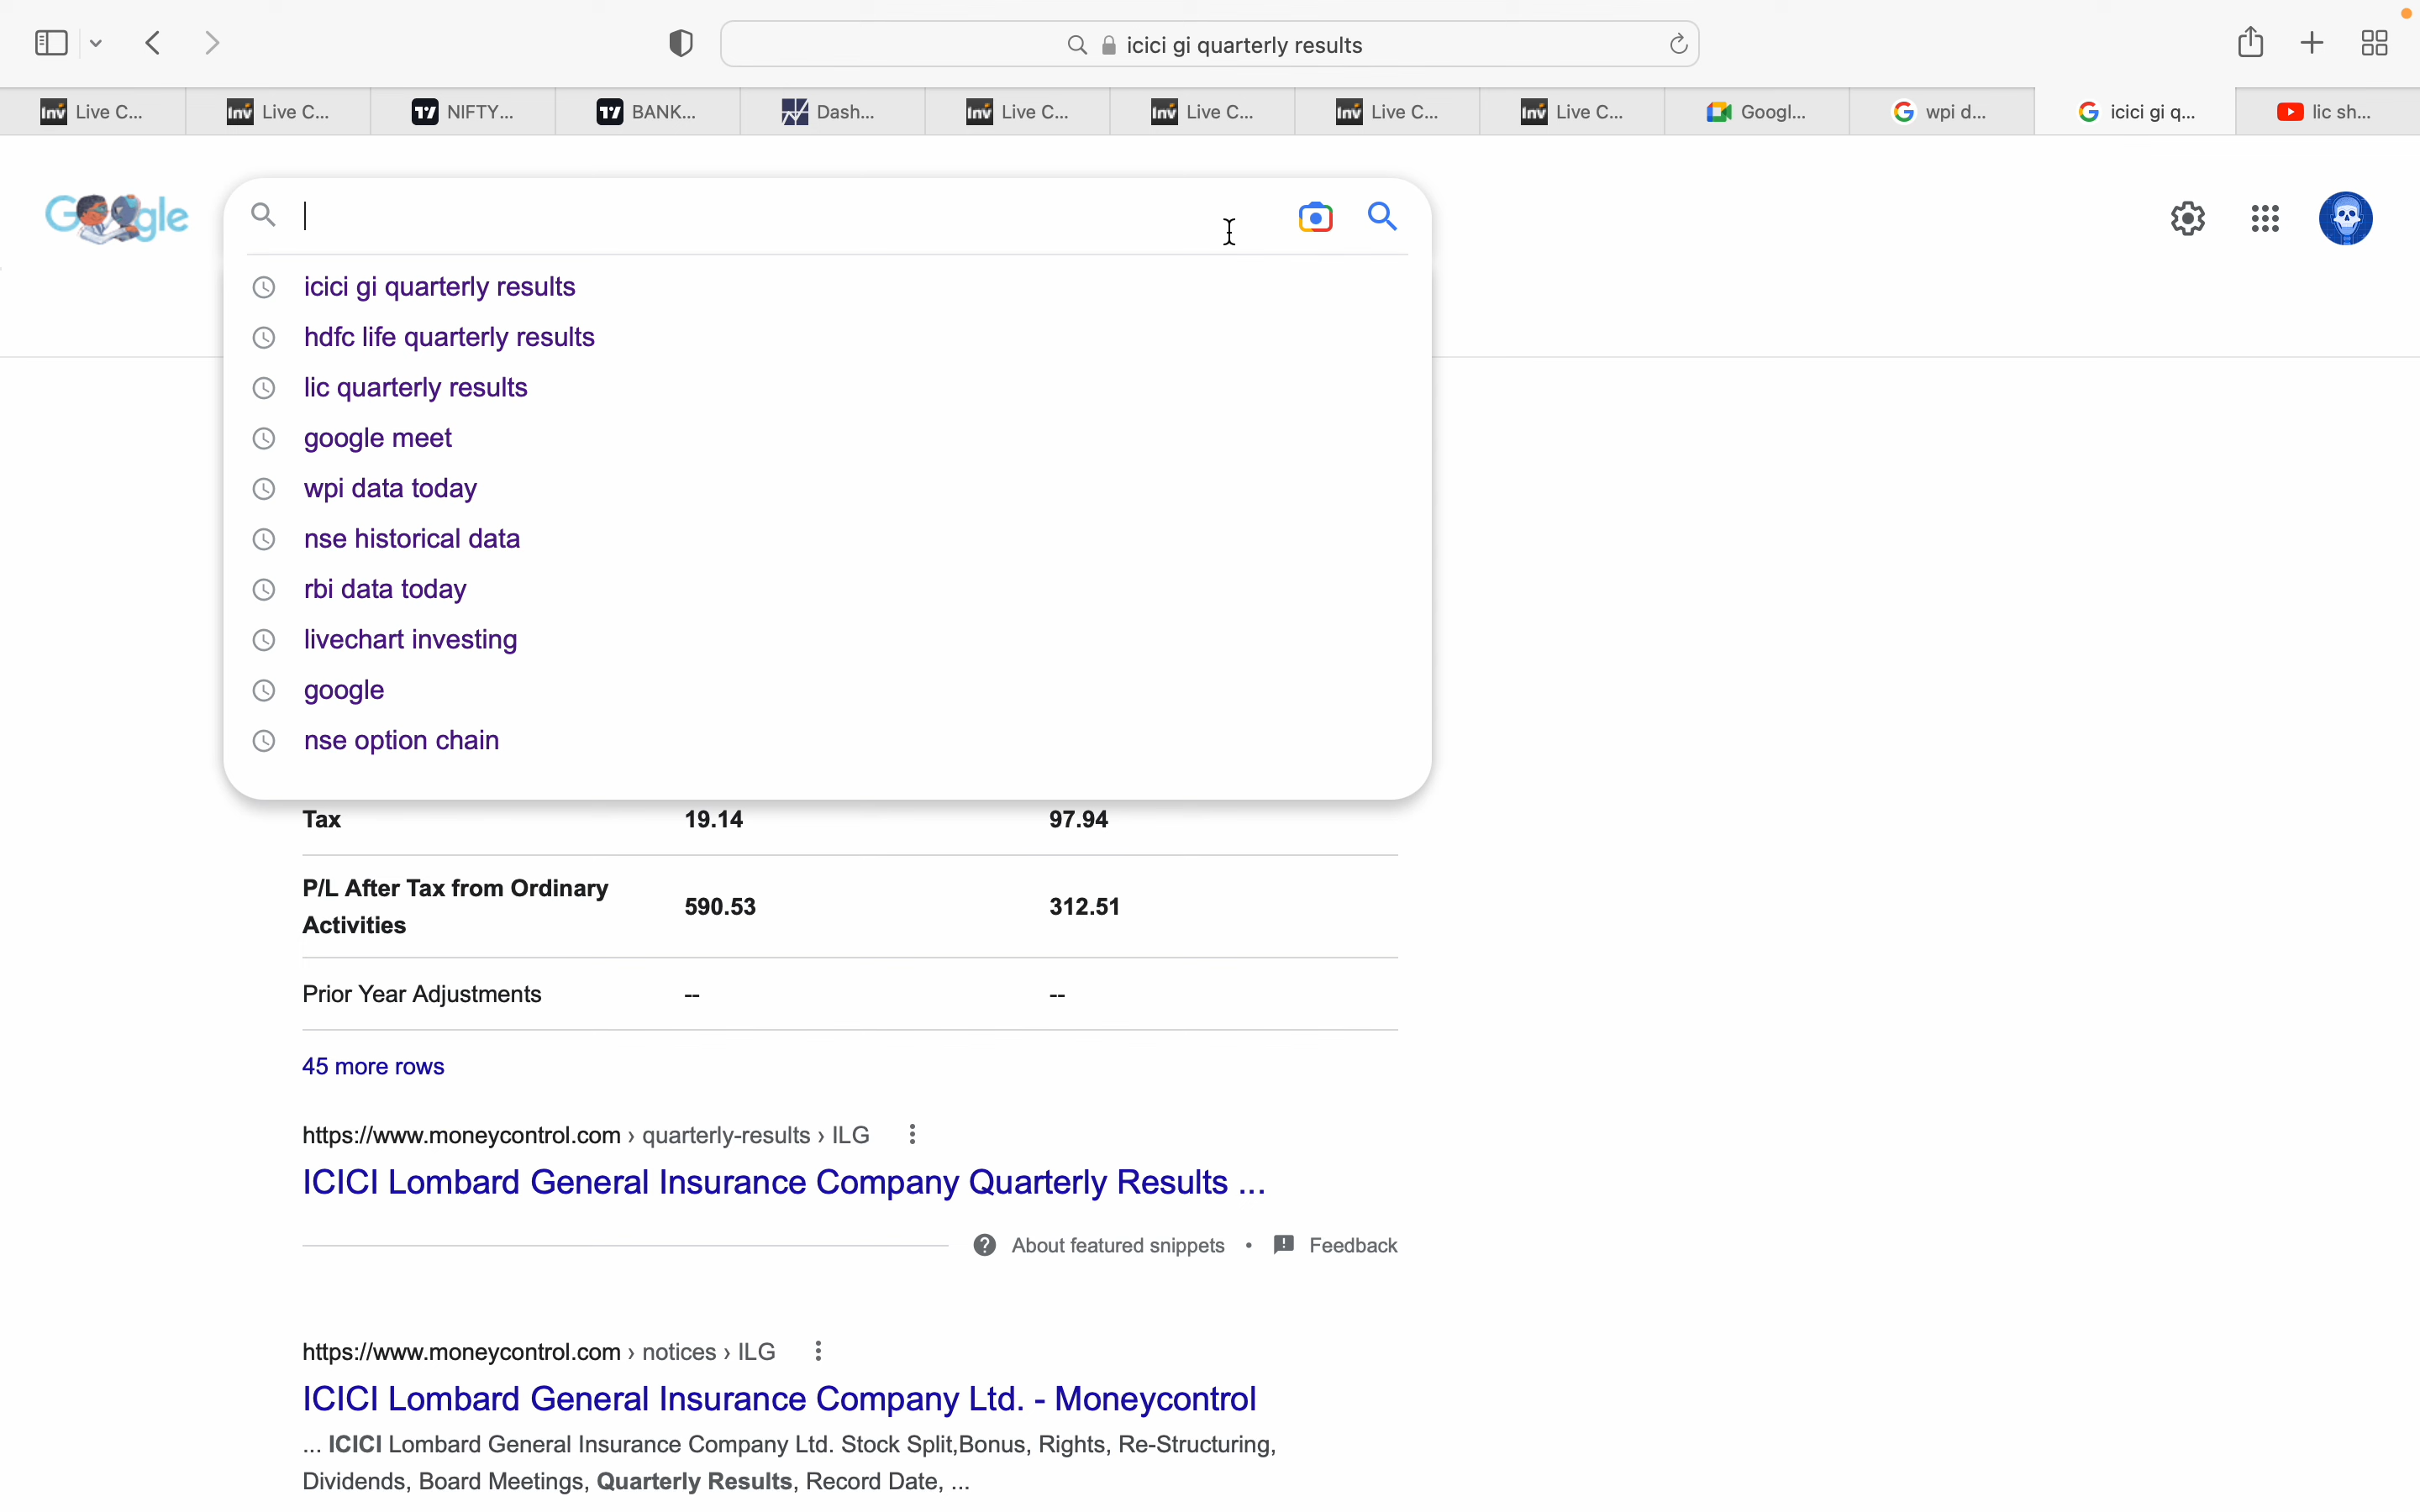 icici gi quarterly results
Live C... Live C... NIFTY... BANK... Dash... Live C... Live C... Live C... Live C... Googl... wpi d... icici gi q... lic sh...
Google
icici gi quarterly results
hdfc life quarterly results
lic quarterly results
google meet
wpi data today
nse historical data
rbi data today
livechart investing
google
nse option chain
Tax 19.14 97.94
P/L After Tax from Ordinary
Activities 590.53 312.51
Prior Year Adjustments -- --
45 more rows
https://www.moneycontrol.com › quarterly-results › ILG
ICICI Lombard General Insurance Company Quarterly Results ...
About featured snippets • Feedback
https://www.moneycontrol.com › notices › ILG
ICICI Lombard General Insurance Company Ltd. - Moneycontrol
... ICICI Lombard General Insurance Company Ltd. Stock Split,Bonus, Rights, Re-Structuring,
Dividends, Board Meetings, Quarterly Results, Record Date, ...